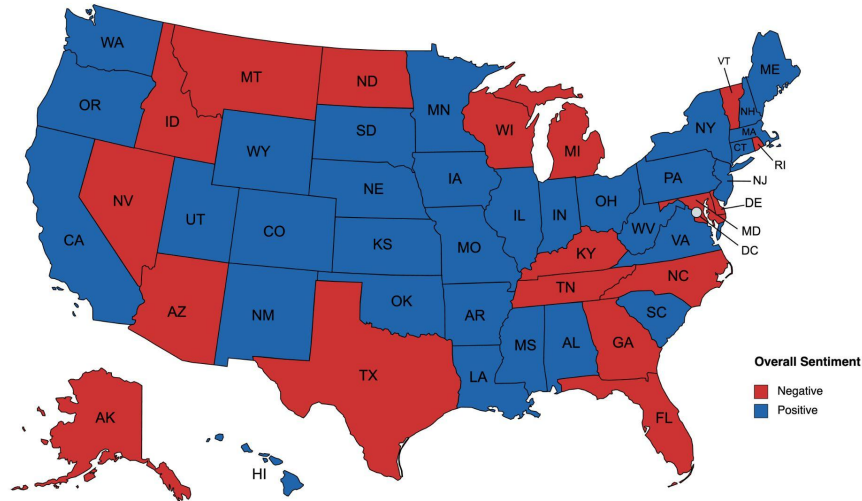 WA
OR
CA
NV
ID
MT
WY
UT
AZ
CO
NM
ND
SD
NE
KS
OK
TX
MN
IA
MO
AR
LA
WI
IL
MI
IN
OH
KY
TN
MS
AL
GA
FL
SC
NC
VA
WV
PA
NY
VT
NH
ME
MA
CT
RI
NJ
DE
MD
DC
AK
HI
Overall Sentiment
Negative
Positive